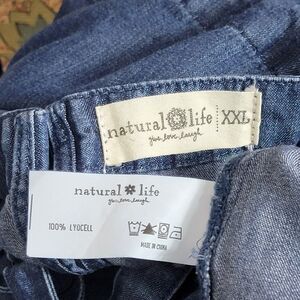 natural life XXL
give. love. laugh.
natural life
give. love. laugh.
100% LYOCELL
MADE IN CHINA